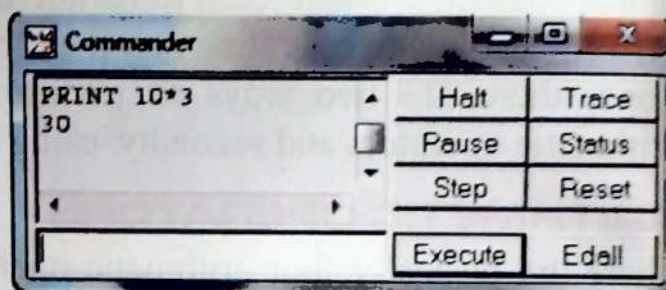 Commander
PRINT 10*3
30
Halt Trace
Pause Status
Step Reset
Execute Edall